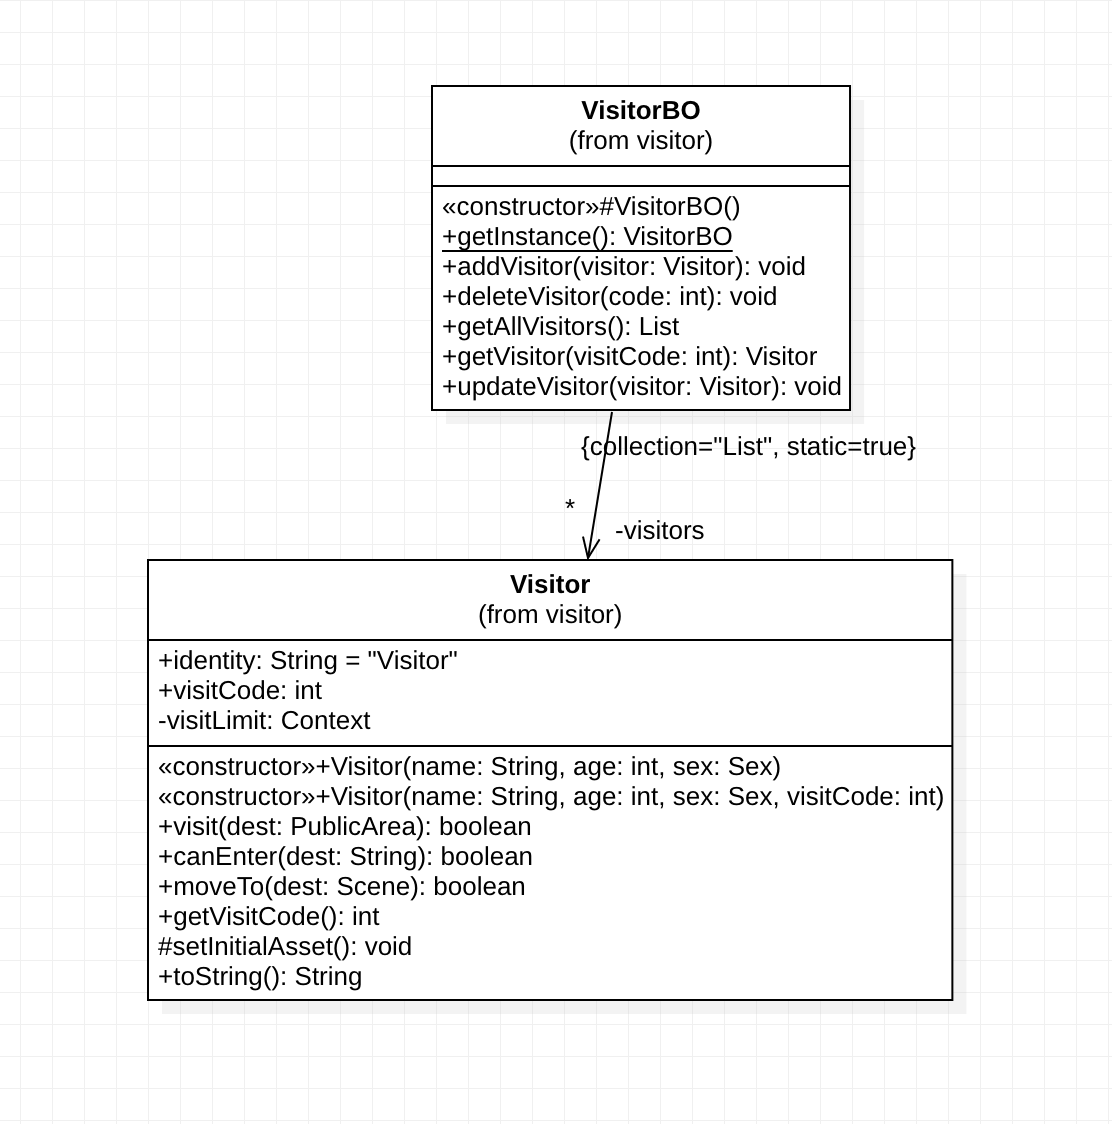 VisitorBO
(from visitor)
«constructor»#VisitorBO()
+getInstance(): VisitorBO
+addVisitor(visitor: Visitor): void
+deleteVisitor(code: int): void
+getAllVisitors(): List
+getVisitor(visitCode: int): Visitor
+updateVisitor(visitor: Visitor): void
{collection="List", static=true}
*
-visitors
Visitor
(from visitor)
+identity: String = "Visitor"
+visitCode: int
-visitLimit: Context
«constructor»+Visitor(name: String, age: int, sex: Sex)
«constructor»+Visitor(name: String, age: int, sex: Sex, visitCode: int)
+visit(dest: PublicArea): boolean
+canEnter(dest: String): boolean
+moveTo(dest: Scene): boolean
+getVisitCode(): int
#setInitialAsset(): void
+toString(): String